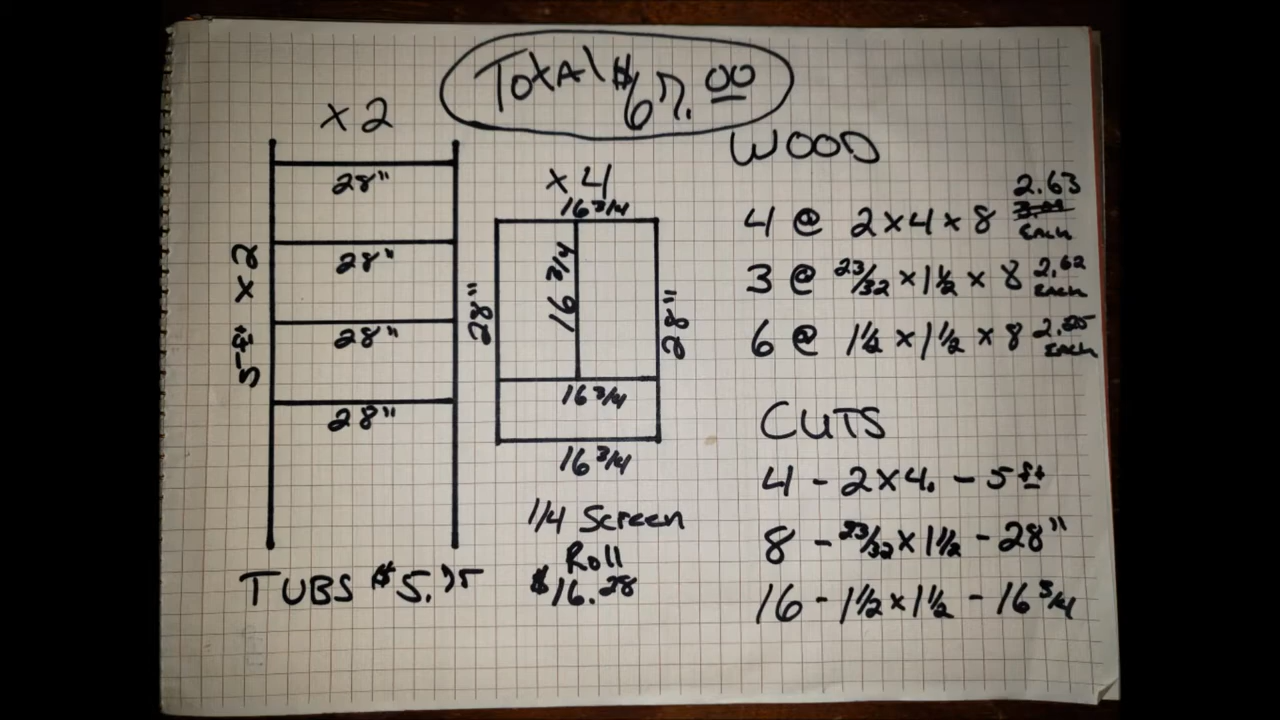 Total $67.00
x 2
28"
28"
28"
28"
5 ft x 2
TUBS $5.75
x 4
16 3/4
16 3/4
28"
28"
16 3/4
16 3/4
1/4 Screen
Roll
$16.28
WOOD
4 @ 2x4x8 2.63 Each
3 @ 23/32 x 1 1/2 x 8 2.62 Each
6 @ 1 1/2 x 1 1/2 x 8 Each
CUTS
4 - 2x4. - 5 ft
8 - 23/32 x 1 1/2 - 28"
16 - 1 1/2 x 1 1/2 - 16 3/4